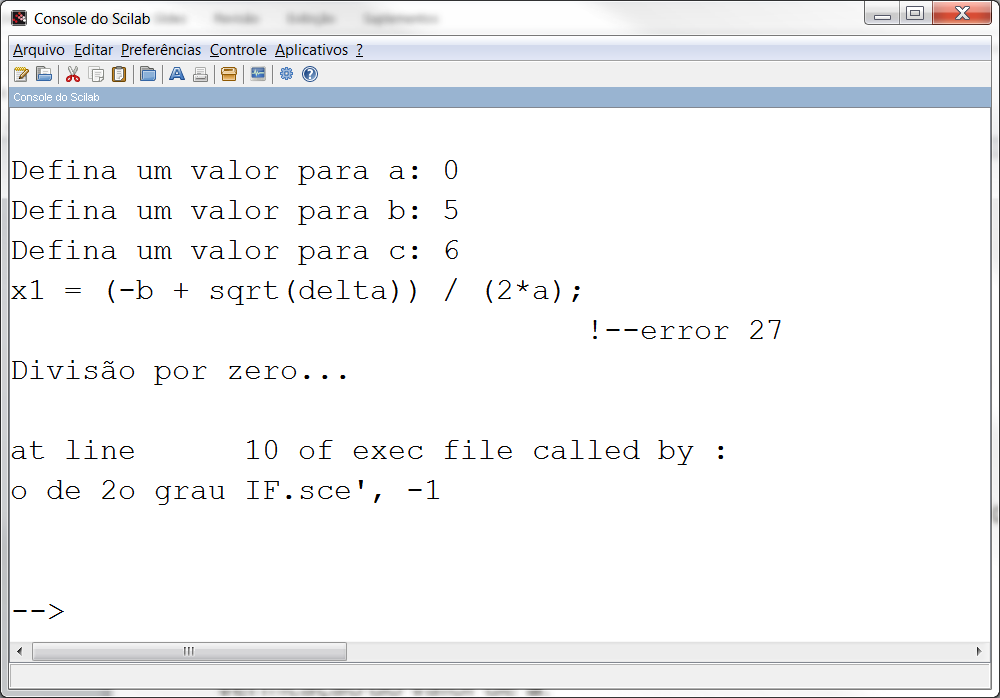 Console do Scilab
Arquivo Editar Preferências Controle Aplicativos ?
Console do Scilab
Defina um valor para a: 0
Defina um valor para b: 5
Defina um valor para c: 6
x1 = (-b + sqrt(delta)) / (2*a);
!--error 27
Divisão por zero...
at line 10 of exec file called by :
o de 2o grau IF.sce', -1
-->